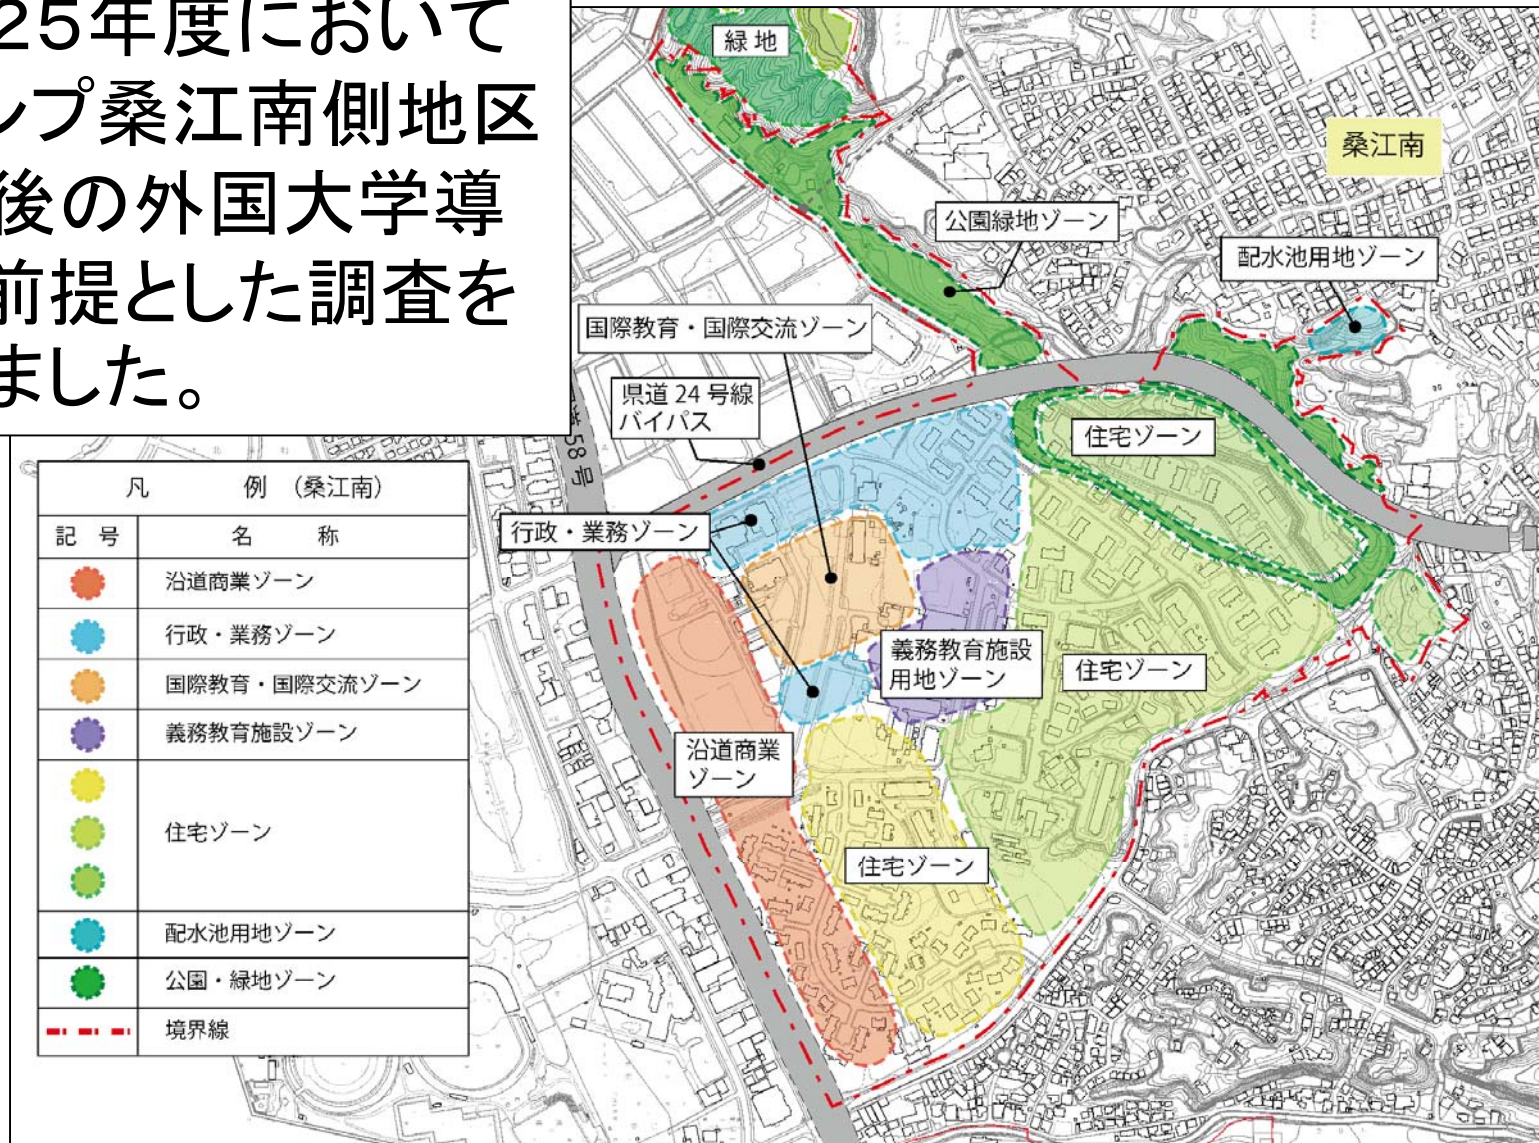 25年度において
ンプ桑江南側地区
後の外国大学導
前提とした調査を
ました。
緑 地
桑江南
公園緑地ゾーン
配水池用地ゾーン
国際教育・国際交流ゾーン
県道 24 号線
バイパス
58 号
住宅ゾーン
行政・業務ゾーン
義務教育施設
用地ゾーン
住宅ゾーン
沿道商業
ゾーン
住宅ゾーン
凡 例 （桑江南）
記 号 名 称
沿道商業ゾーン
行政・業務ゾーン
国際教育・国際交流ゾーン
義務教育施設ゾーン
住宅ゾーン
配水池用地ゾーン
公園・緑地ゾーン
境界線